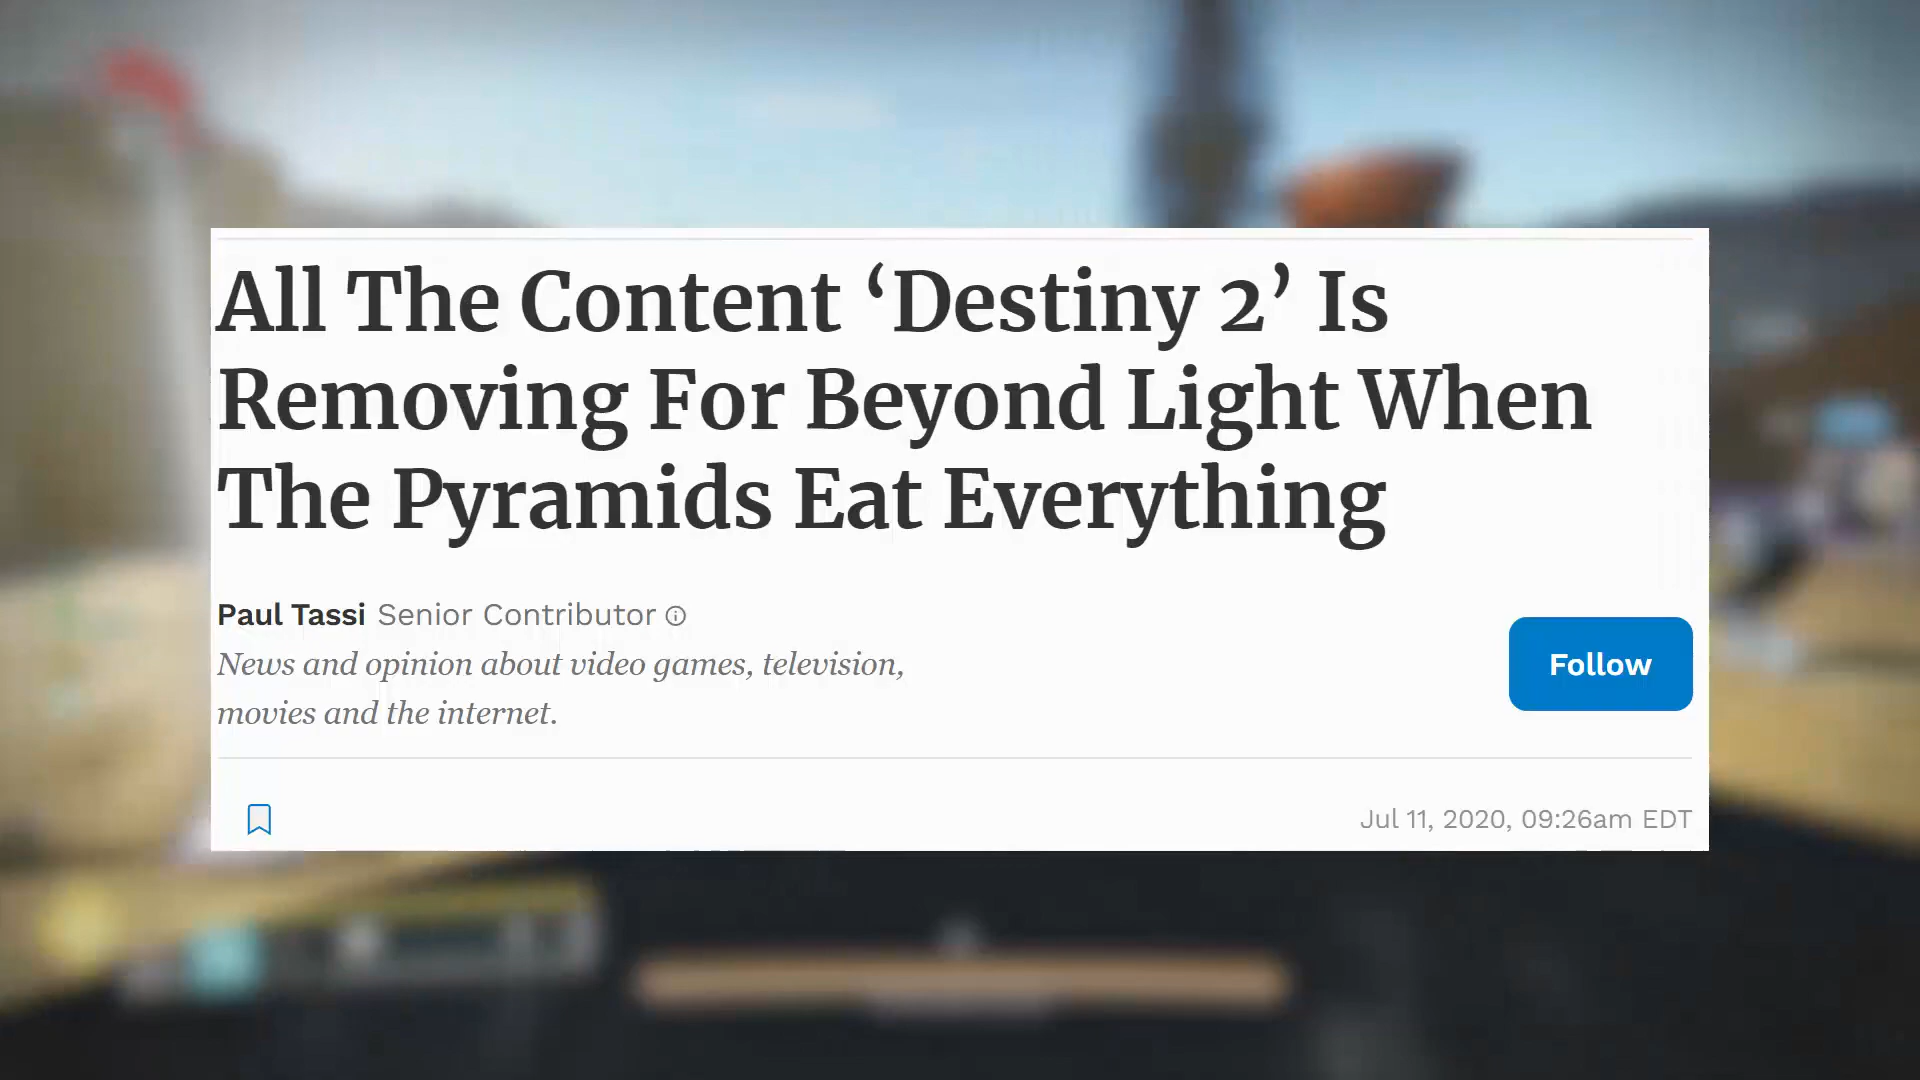 All The Content ‘Destiny 2’ Is
Removing For Beyond Light When
The Pyramids Eat Everything
Paul Tassi Senior Contributor
News and opinion about video games, television,
movies and the internet.
Follow
Jul 11, 2020, 09:26am EDT